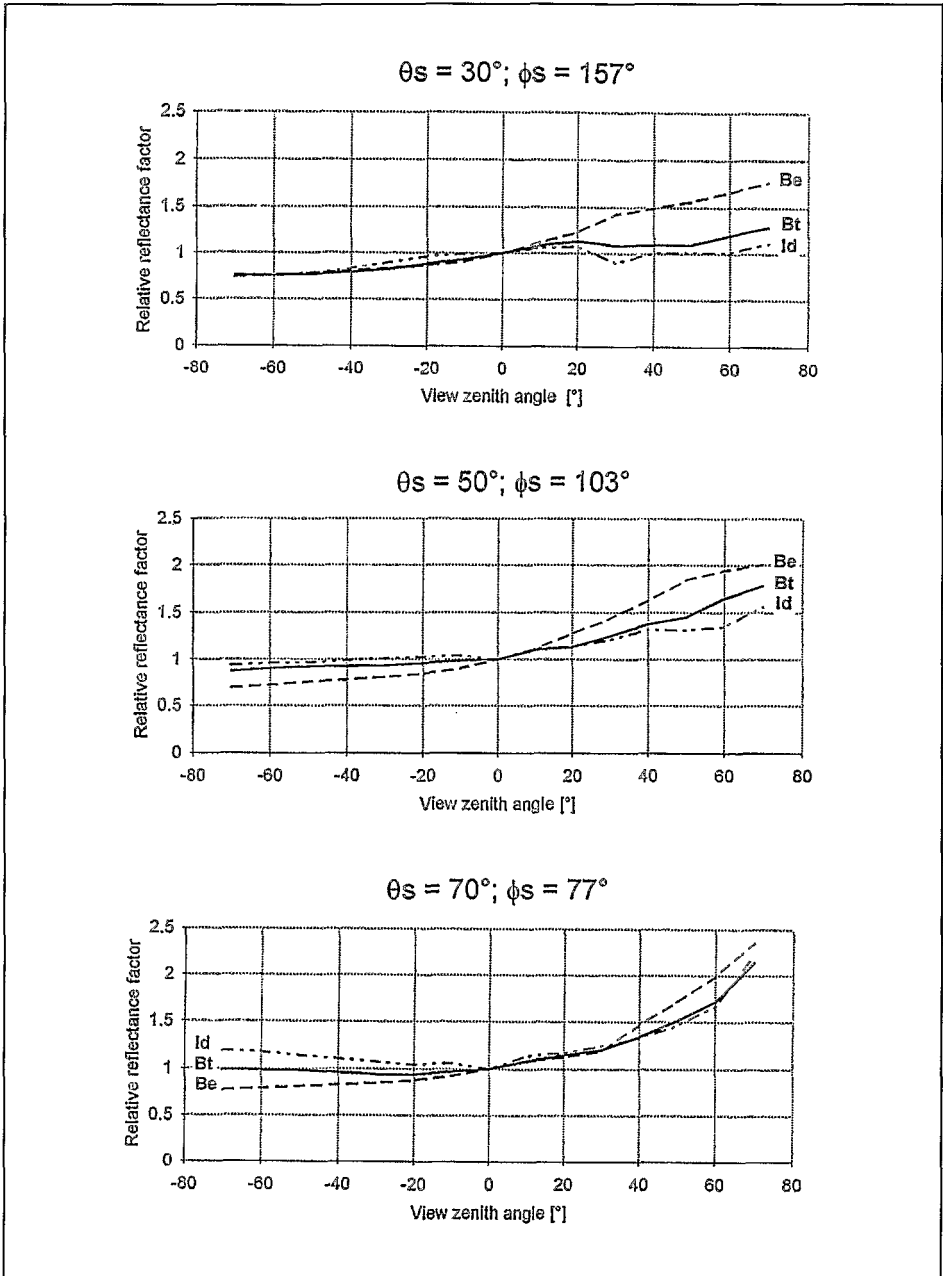 θs = 30°; ϕs = 157°
Relative reflectance factor
2.5
2
1.5
1
0.5
0
Be
Bt
Id
-80 -60 -40 -20 0 20 40 60 80
View zenith angle [°]
θs = 50°; ϕs = 103°
Relative reflectance factor
2.5
2
1.5
1
0.5
0
Be
Bt
Id
-80 -60 -40 -20 0 20 40 60 80
View zenith angle [°]
θs = 70°; ϕs = 77°
Relative reflectance factor
2.5
2
1.5
1
0.5
0
Id
Bt
Be
-80 -60 -40 -20 0 20 40 60 80
View zenith angle [°]